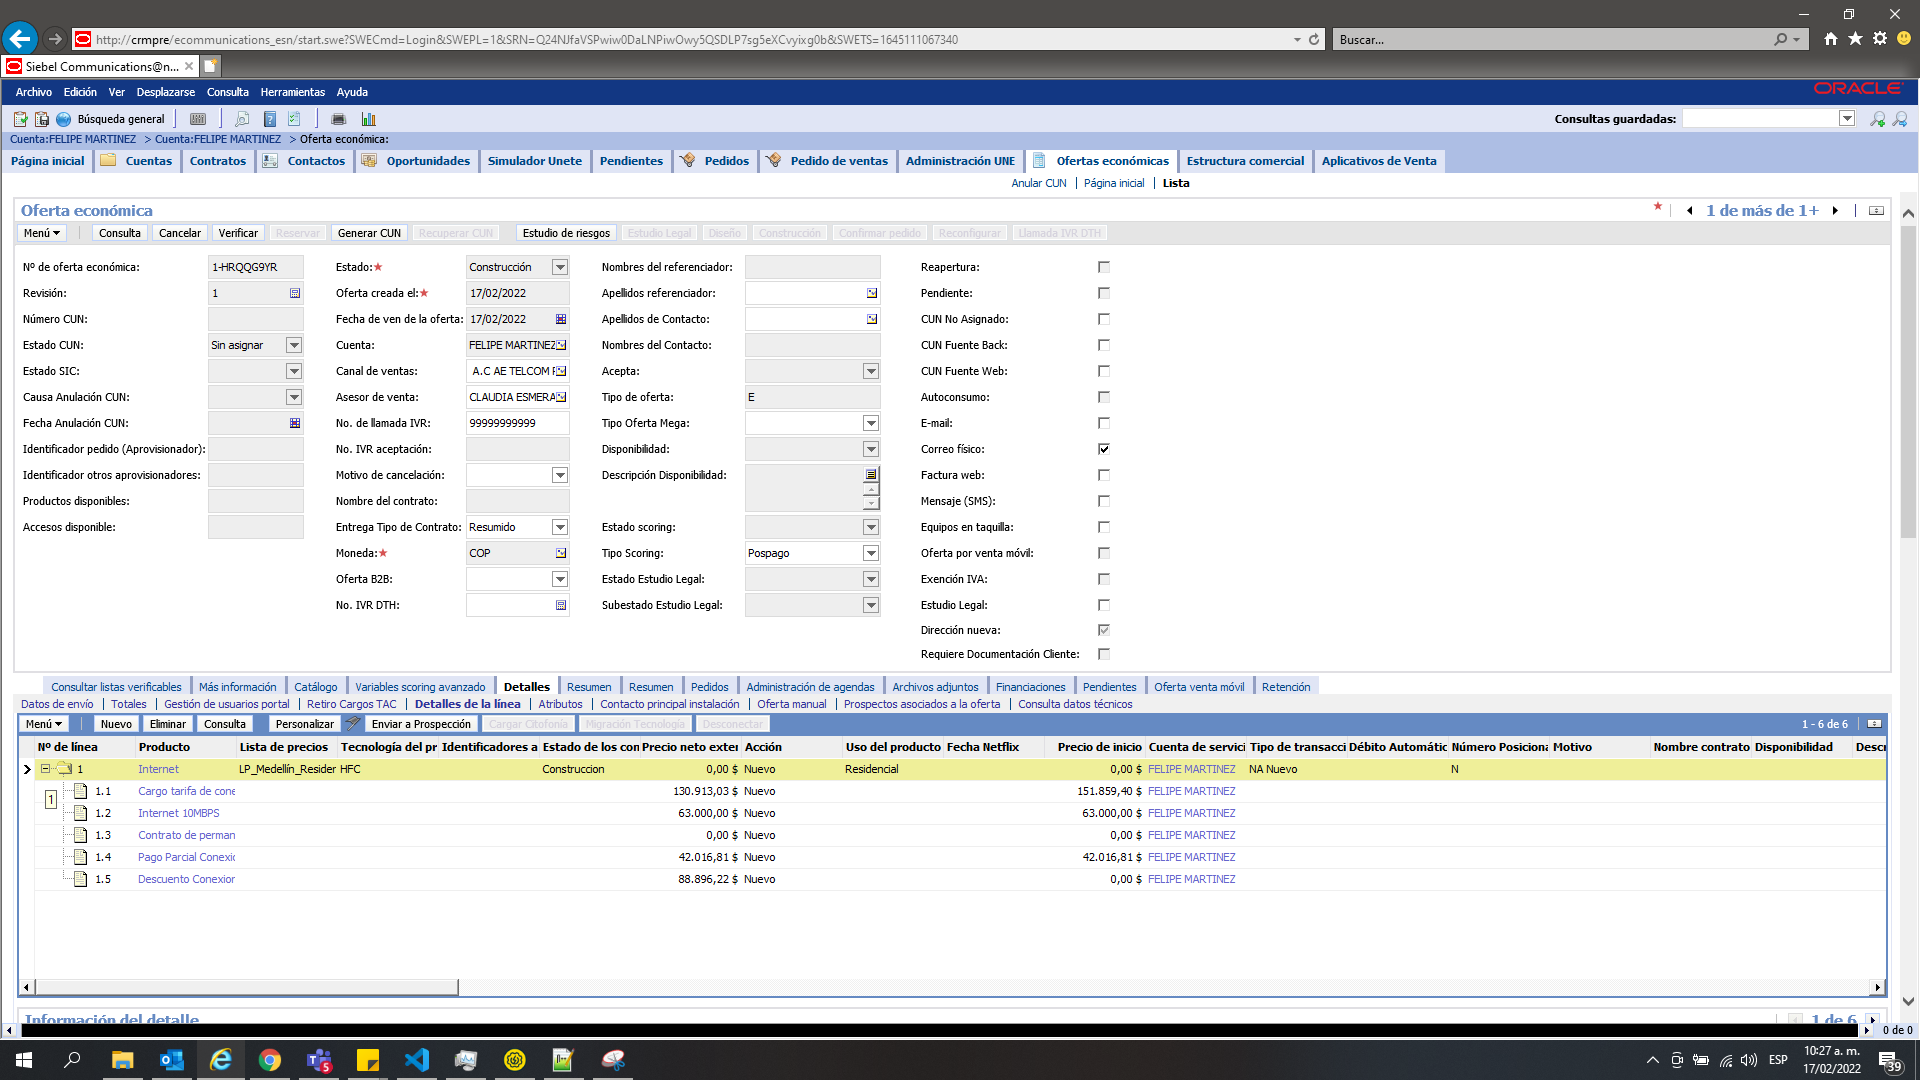 http://crmpre/ecommunications_esn/start.swe?SWECmd=Login&SWEPL=1&SRN=Q24NJfaVSPwiw0DaLNPiwOwy5QSDLP7sg5eXCvyixg0b&SWETS=1645111067340
Buscar...
Siebel Communications@n...
Archivo Edición Ver Desplazarse Consulta Herramientas Ayuda
ORACLE
Búsqueda general
Consultas guardadas:
Cuenta:FELIPE MARTINEZ > Cuenta:FELIPE MARTINEZ > Oferta económica:
Página inicial Cuentas Contratos Contactos Oportunidades Simulador Unete Pendientes Pedidos Pedido de ventas Administración UNE Ofertas económicas Estructura comercial Aplicativos de Venta
Anular CUN Página inicial Lista
Oferta económica
1 de más de 1+
Menú Consulta Cancelar Verificar Reservar Generar CUN Recuperar CUN Estudio de riesgos Estudio Legal Diseño Construcción Confirmar pedido Reconfigurar Llamada IVR DTH
Nº de oferta económica: 1-HRQQG9YR Estado: Construcción Nombres del referenciador: Reapertura:
Revisión: 1 Oferta creada el: 17/02/2022 Apellidos referenciador: Pendiente:
Número CUN: Fecha de ven de la oferta: 17/02/2022 Apellidos de Contacto: CUN No Asignado:
Estado CUN: Sin asignar Cuenta: FELIPE MARTINEZ Nombres del Contacto: CUN Fuente Back:
Estado SIC: Canal de ventas: A.C AE TELCOM Acepta: CUN Fuente Web:
Causa Anulación CUN: Asesor de venta: CLAUDIA ESMERA Tipo de oferta: E Autoconsumo:
Fecha Anulación CUN: No. de llamada IVR: 99999999999 Tipo Oferta Mega: E-mail:
Identificador pedido (Aprovisionador): No. IVR aceptación: Disponibilidad: Correo físico:
Identificador otros aprovisionadores: Motivo de cancelación: Descripción Disponibilidad: Factura web:
Productos disponibles: Nombre del contrato: Mensaje (SMS):
Accesos disponible: Entrega Tipo de Contrato: Resumido Estado scoring: Equipos en taquilla:
Moneda: COP Tipo Scoring: Pospago Oferta por venta móvil:
Oferta B2B: Estado Estudio Legal: Exención IVA:
No. IVR DTH: Subestado Estudio Legal: Estudio Legal:
Dirección nueva:
Requiere Documentación Cliente:
Consultar listas verificables Más información Catálogo Variables scoring avanzado Detalles Resumen Resumen Pedidos Administración de agendas Archivos adjuntos Financiaciones Pendientes Oferta venta móvil Retención
Datos de envío Totales Gestión de usuarios portal Retiro Cargos TAC Detalles de la línea Atributos Contacto principal instalación Oferta manual Prospectos asociados a la oferta Consulta datos técnicos
Menú Nuevo Eliminar Consulta Personalizar Enviar a Prospección Cargar Citofonía Migración Tecnología Desconectar 1 - 6 de 6
Nº de línea Producto Lista de precios Tecnología del pr Identificadores a Estado de los con Precio neto exter Acción Uso del producto Fecha Netflix Precio de inicio Cuenta de servici Tipo de transacci Débito Automátic Número Posiciona Motivo Nombre contrato Disponibilidad Descr
1 Internet LP_Medellín_Resider HFC Construccion 0,00 $ Nuevo Residencial 0,00 $ FELIPE MARTINEZ NA Nuevo N
1.1 Cargo tarifa de cone 130.913,03 $ Nuevo 151.859,40 $ FELIPE MARTINEZ
1
1.2 Internet 10MBPS 63.000,00 $ Nuevo 63.000,00 $ FELIPE MARTINEZ
1.3 Contrato de perman 0,00 $ Nuevo 0,00 $ FELIPE MARTINEZ
1.4 Pago Parcial Conexic 42.016,81 $ Nuevo 42.016,81 $ FELIPE MARTINEZ
1.5 Descuento Conexior 88.896,22 $ Nuevo 0,00 $ FELIPE MARTINEZ
Información del detalle
1 de 6
0 de 0
ESP
10:27 a. m.
17/02/2022
5
39